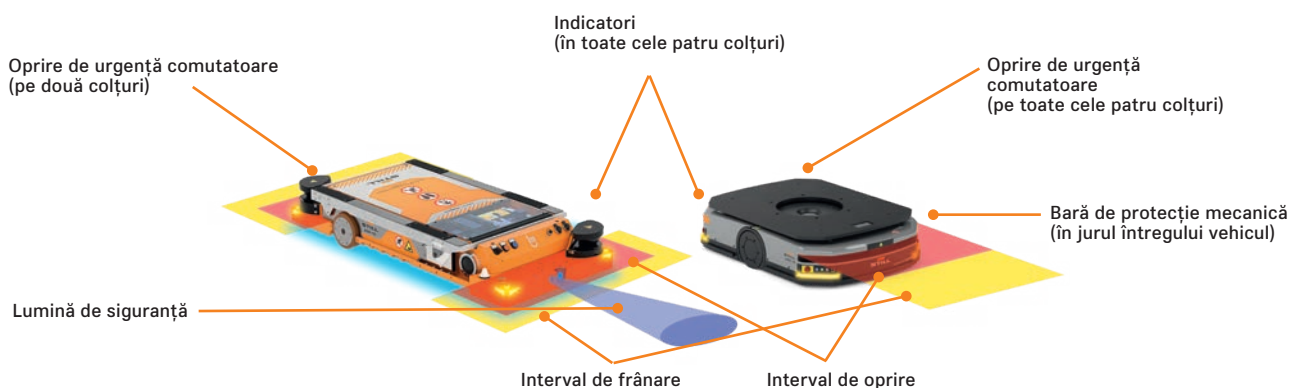 Indicatori
(în toate cele patru colțuri)
Oprire de urgență comutatoare
(pe două colțuri)
Oprire de urgență
comutatoare
(pe toate cele patru colțuri)
Bară de protecție mecanică
(în jurul întregului vehicul)
Lumină de siguranță
Interval de frânare
Interval de oprire